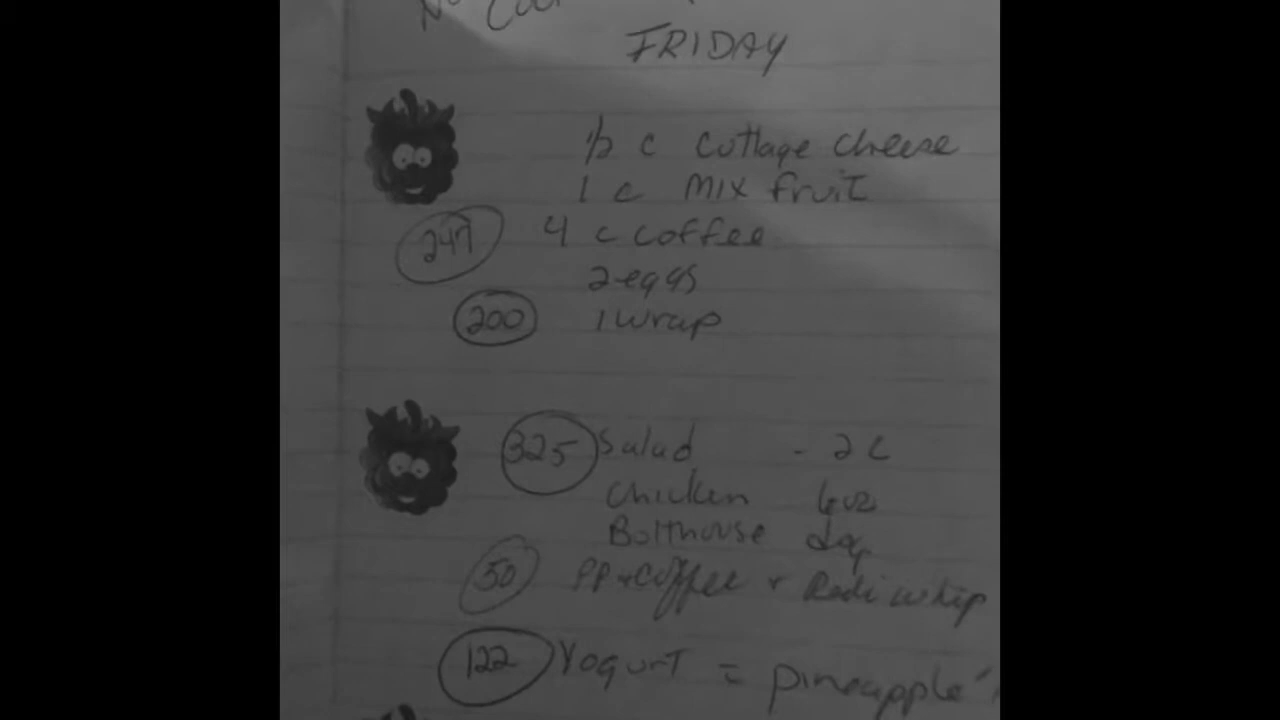 FRIDAY
1/2 c cottage cheese
1 c mix fruit
247 4 c coffee
2 eggs
200 1 wrap
325 Salad - 2 c
Chicken 6 oz
Bolthouse
50 PP + coffee + Redi whip
122 Yogurt = pineapple